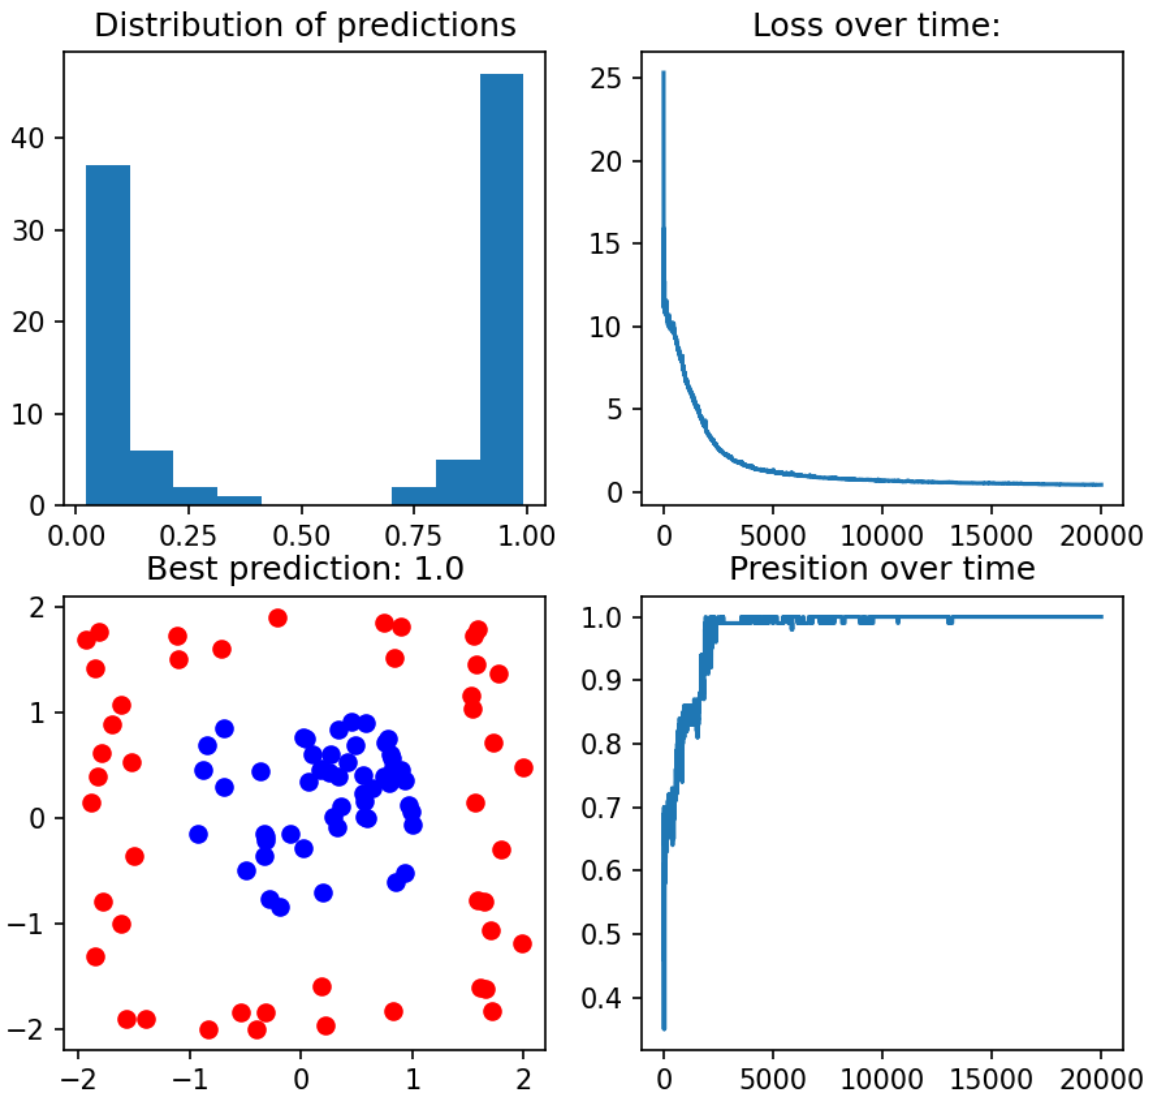 Distribution of predictions
40
30
20
10
0
0.00 0.25 0.50 0.75 1.00
Loss over time:
25
20
15
10
5
0
0 5000 10000 15000 20000
Best prediction: 1.0
2
1
0
−1
−2
−2 −1 0 1 2
Presition over time
1.0
0.9
0.8
0.7
0.6
0.5
0.4
0 5000 10000 15000 20000